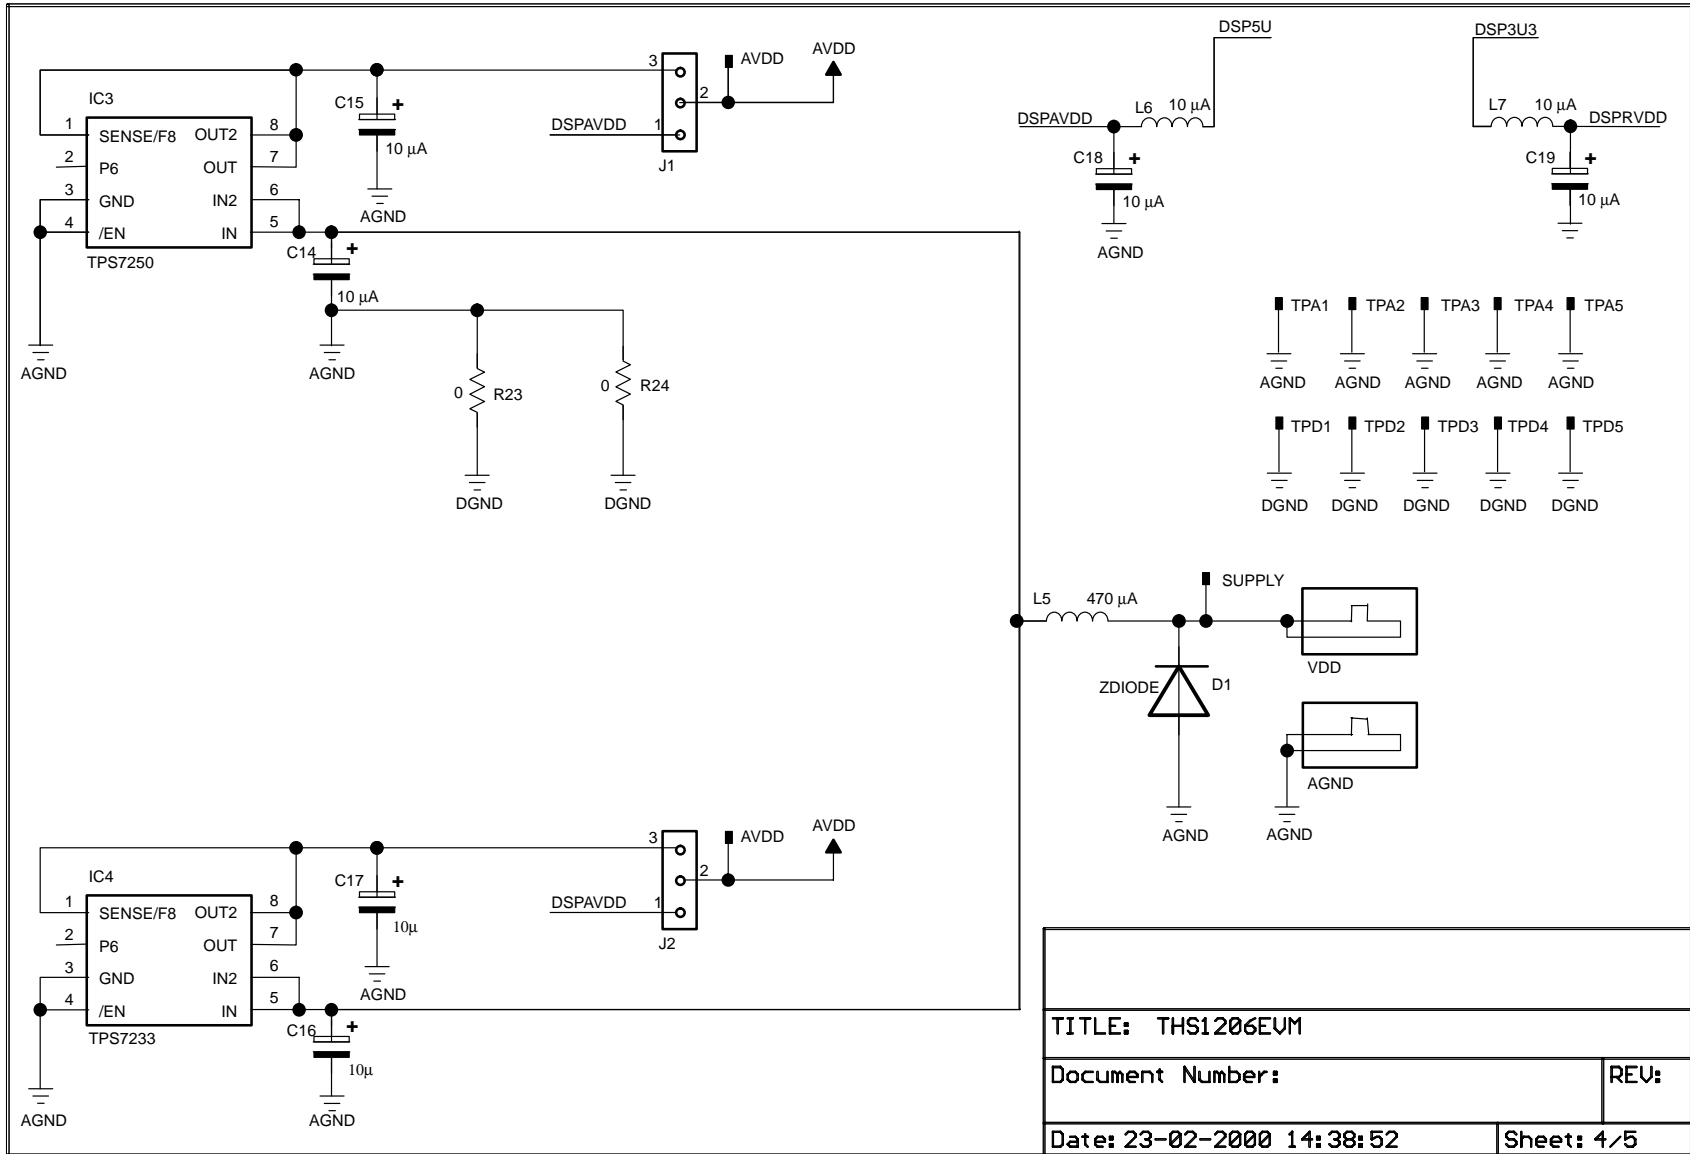 DSP5U
DSP3U3
AVDD
AVDD
3
2
1
DSPAVDD
J1
IC3
C15
+
10 µA
AGND
1 SENSE/F8 OUT2 8
2 P6 OUT 7
3 GND IN2 6
4 /EN IN 5
TPS7250
DSPAVDD
L6 10 µA
L7 10 µA
DSPRVDD
C18
+
10 µA
AGND
C19
+
10 µA
C14
+
10 µA
AGND
AGND
0 R23
0 R24
DGND
DGND
TPA1 TPA2 TPA3 TPA4 TPA5
AGND AGND AGND AGND AGND
TPD1 TPD2 TPD3 TPD4 TPD5
DGND DGND DGND DGND DGND
L5 470 µA
SUPPLY
VDD
ZDIODE D1
AGND
AGND
AGND
AVDD
AVDD
3
2
1
DSPAVDD
J2
IC4
C17
+
10µ
AGND
1 SENSE/F8 OUT2 8
2 P6 OUT 7
3 GND IN2 6
4 /EN IN 5
TPS7233
C16
+
10µ
AGND
AGND
TITLE: THS1206EVM
Document Number:
REV:
Date: 23-02-2000 14:38:52
Sheet: 4/5